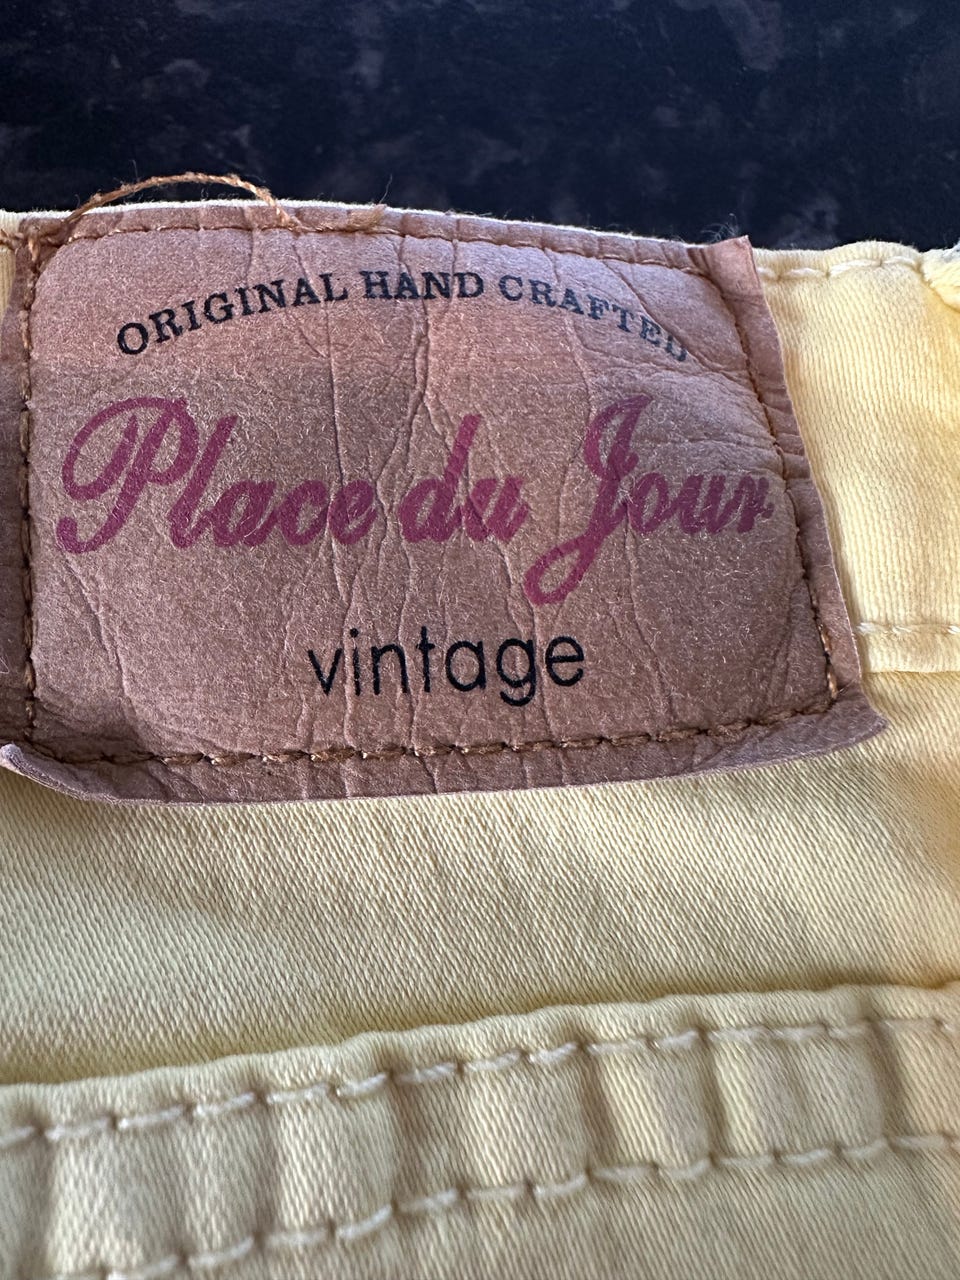 ORIGINAL HAND CRAFTED
Place du Jour
vintage